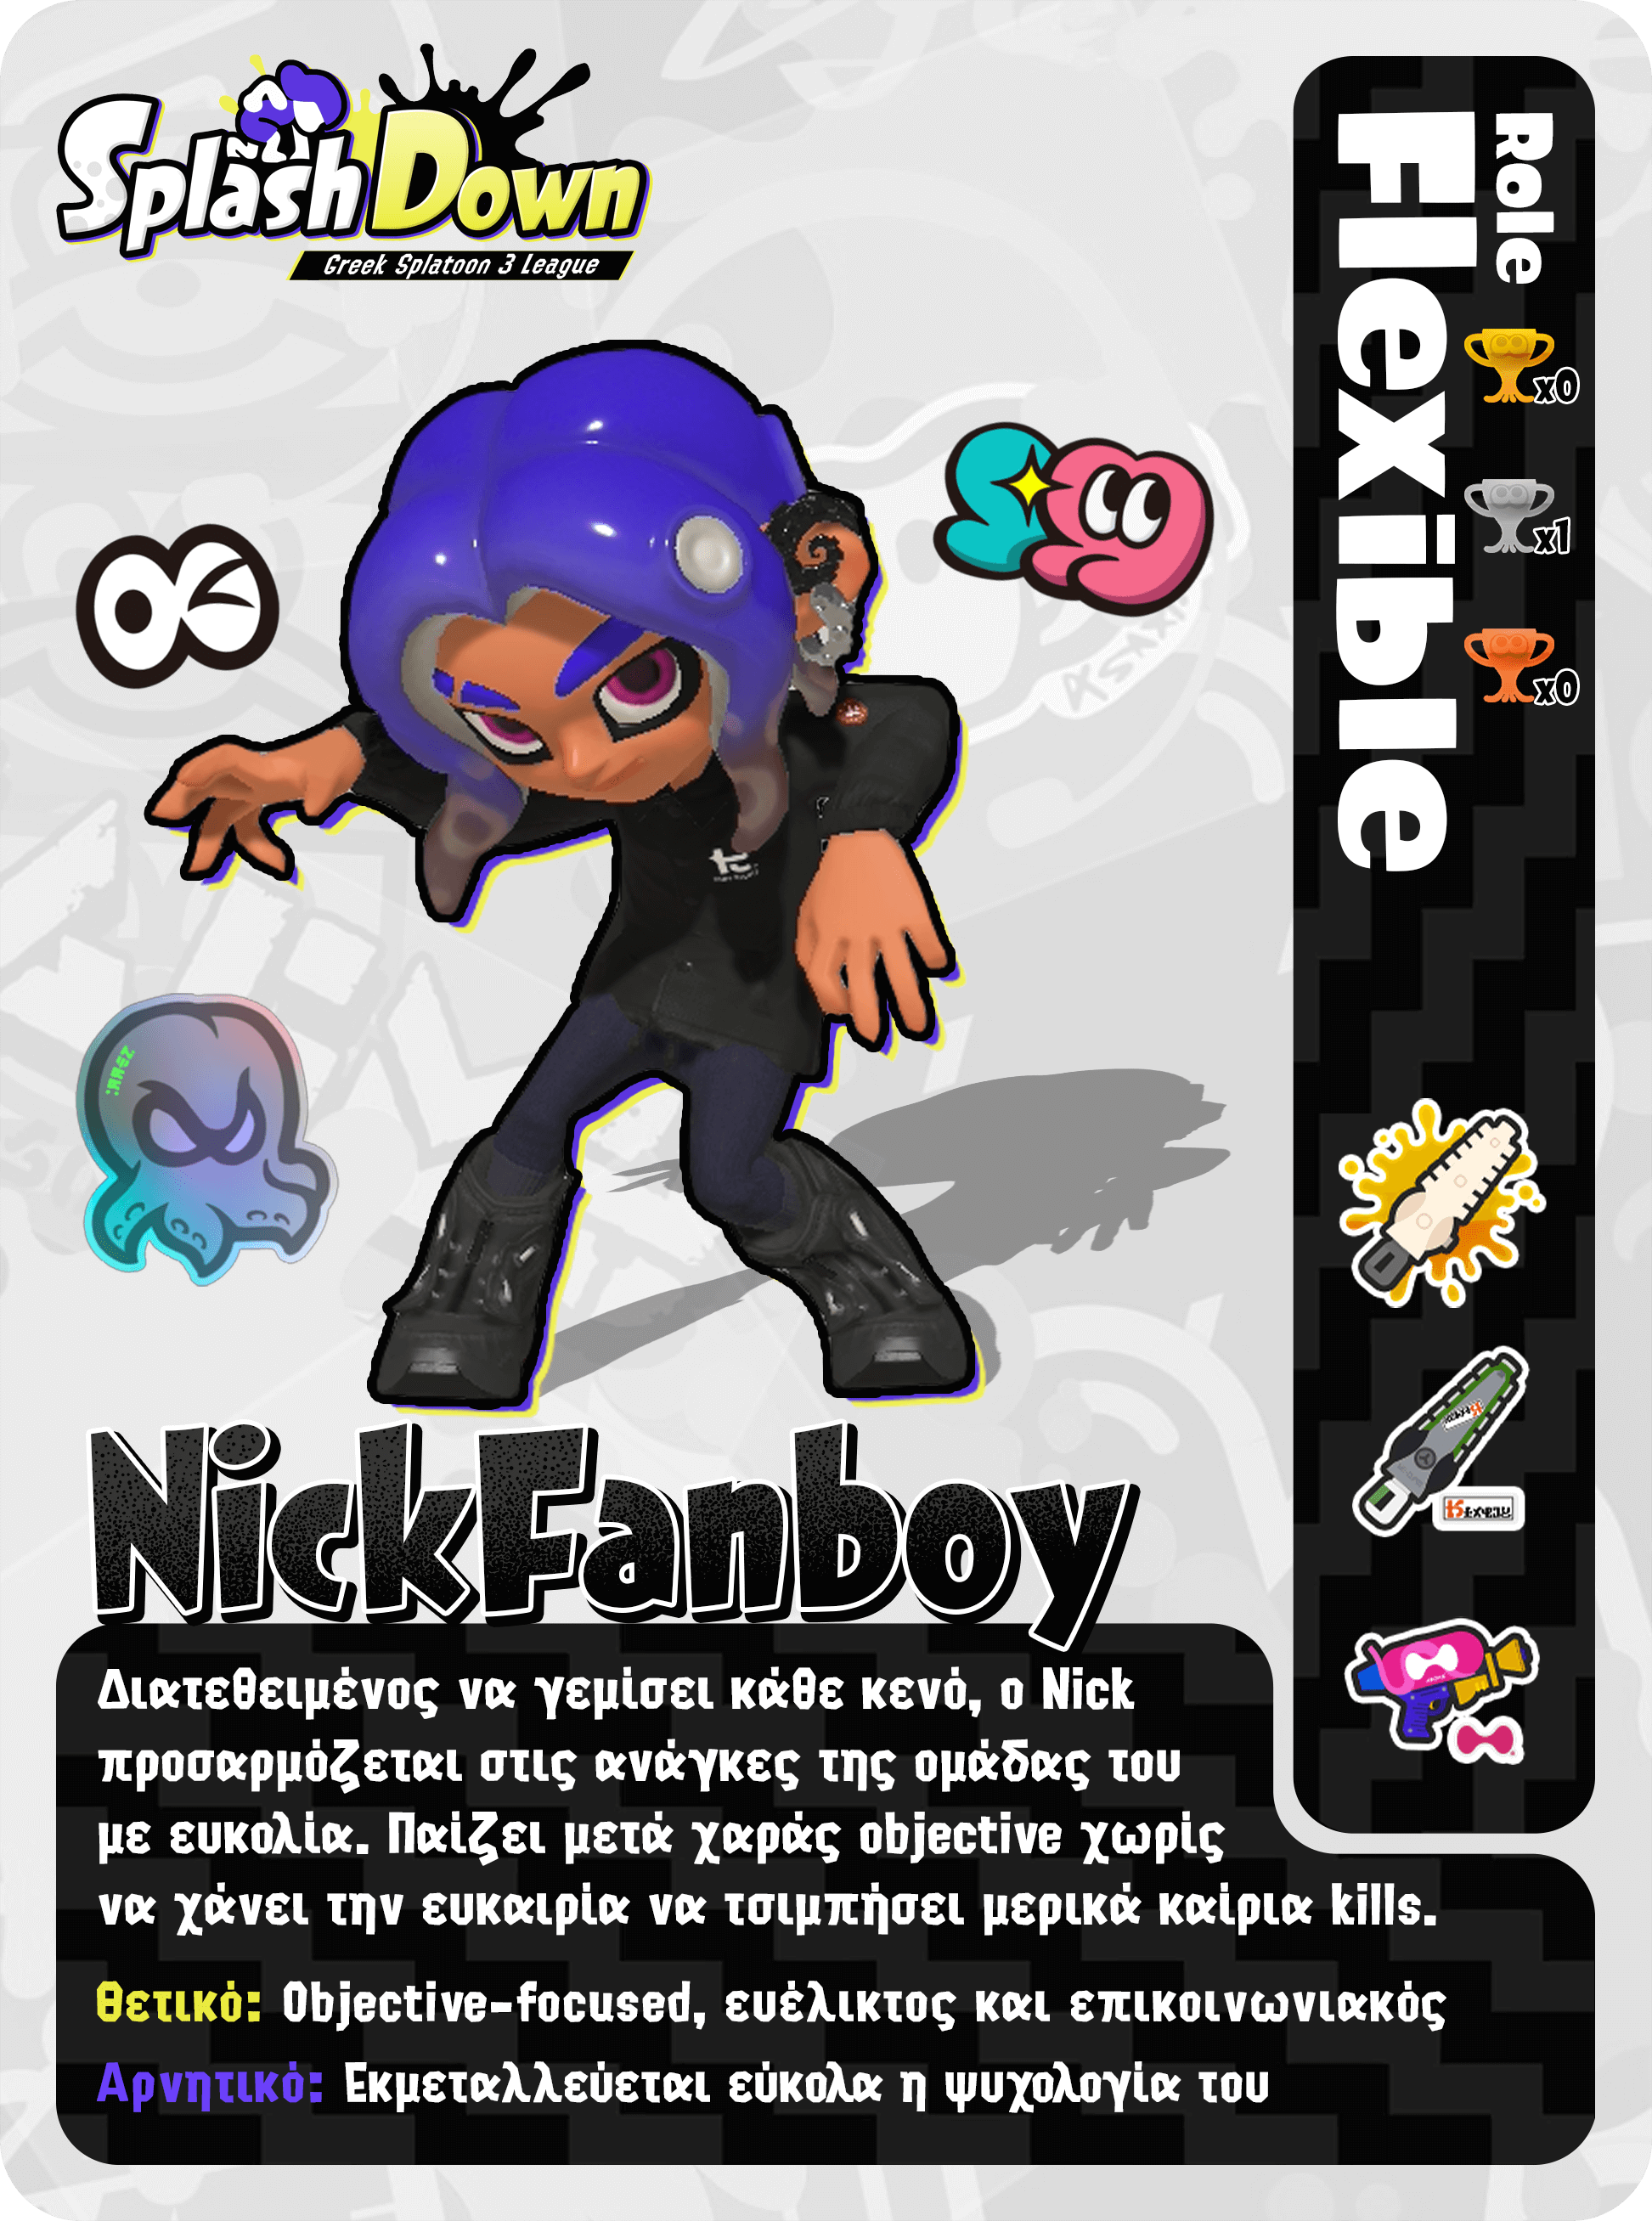 Splash Down
Greek Splatoon 3 League
Role
Flexible
x0
x1
x0
NickFanboy
Διατεθειμένος να γεμίσει κάθε κενό, ο Nick
προσαρμόζεται στις ανάγκες της ομάδας του
με ευκολία. Παίζει μετά χαράς objective χωρίς
να χάνει την ευκαιρία να τσιμπήσει μερικά καίρια kills.
Θετικό: Objective-focused, ευέλικτος και επικοινωνιακός
Αρνητικό: Εκμεταλλεύεται εύκολα η ψυχολογία του